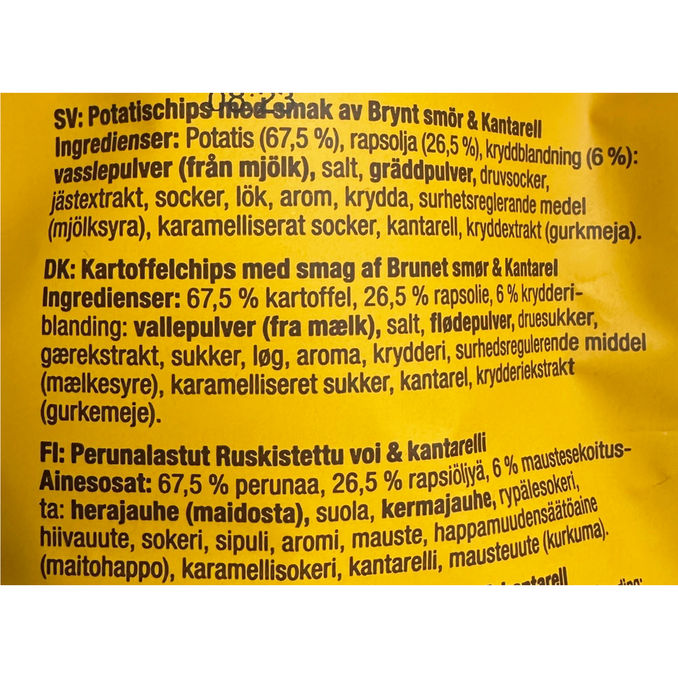 08:23
SV: Potatischips med smak av Brynt smör & Kantarell
Ingredienser: Potatis (67,5 %), rapsolja (26,5 %), kryddblandning (6 %):
vasslepulver (från mjölk), salt, gräddpulver, druvsocker,
jästextrakt, socker, lök, arom, krydda, surhetsreglerande medel
(mjölksyra), karamelliserat socker, kantarell, kryddextrakt (gurkmeja).
DK: Kartoffelchips med smag af Brunet smør & Kantarel
Ingredienser: 67,5 % kartoffel, 26,5 % rapsolie, 6 % krydderi-
blanding: vallepulver (fra mælk), salt, flødepulver, druesukker,
gærekstrakt, sukker, løg, aroma, krydderi, surhedsregulerende middel
(mælkesyre), karamelliseret sukker, kantarel, krydderiekstrakt
(gurkemeje).
FI: Perunalastut Ruskistettu voi & kantarelli
Ainesosat: 67,5 % perunaa, 26,5 % rapsiöljyä, 6 % maustesekoitus-
ta: herajauhe (maidosta), suola, kermajauhe, rypälesokeri,
hiivauute, sokeri, sipuli, aromi, mauste, happamuudensäätöaine
(maitohappo), karamellisokeri, kantarelli, mausteuute (kurkuma).